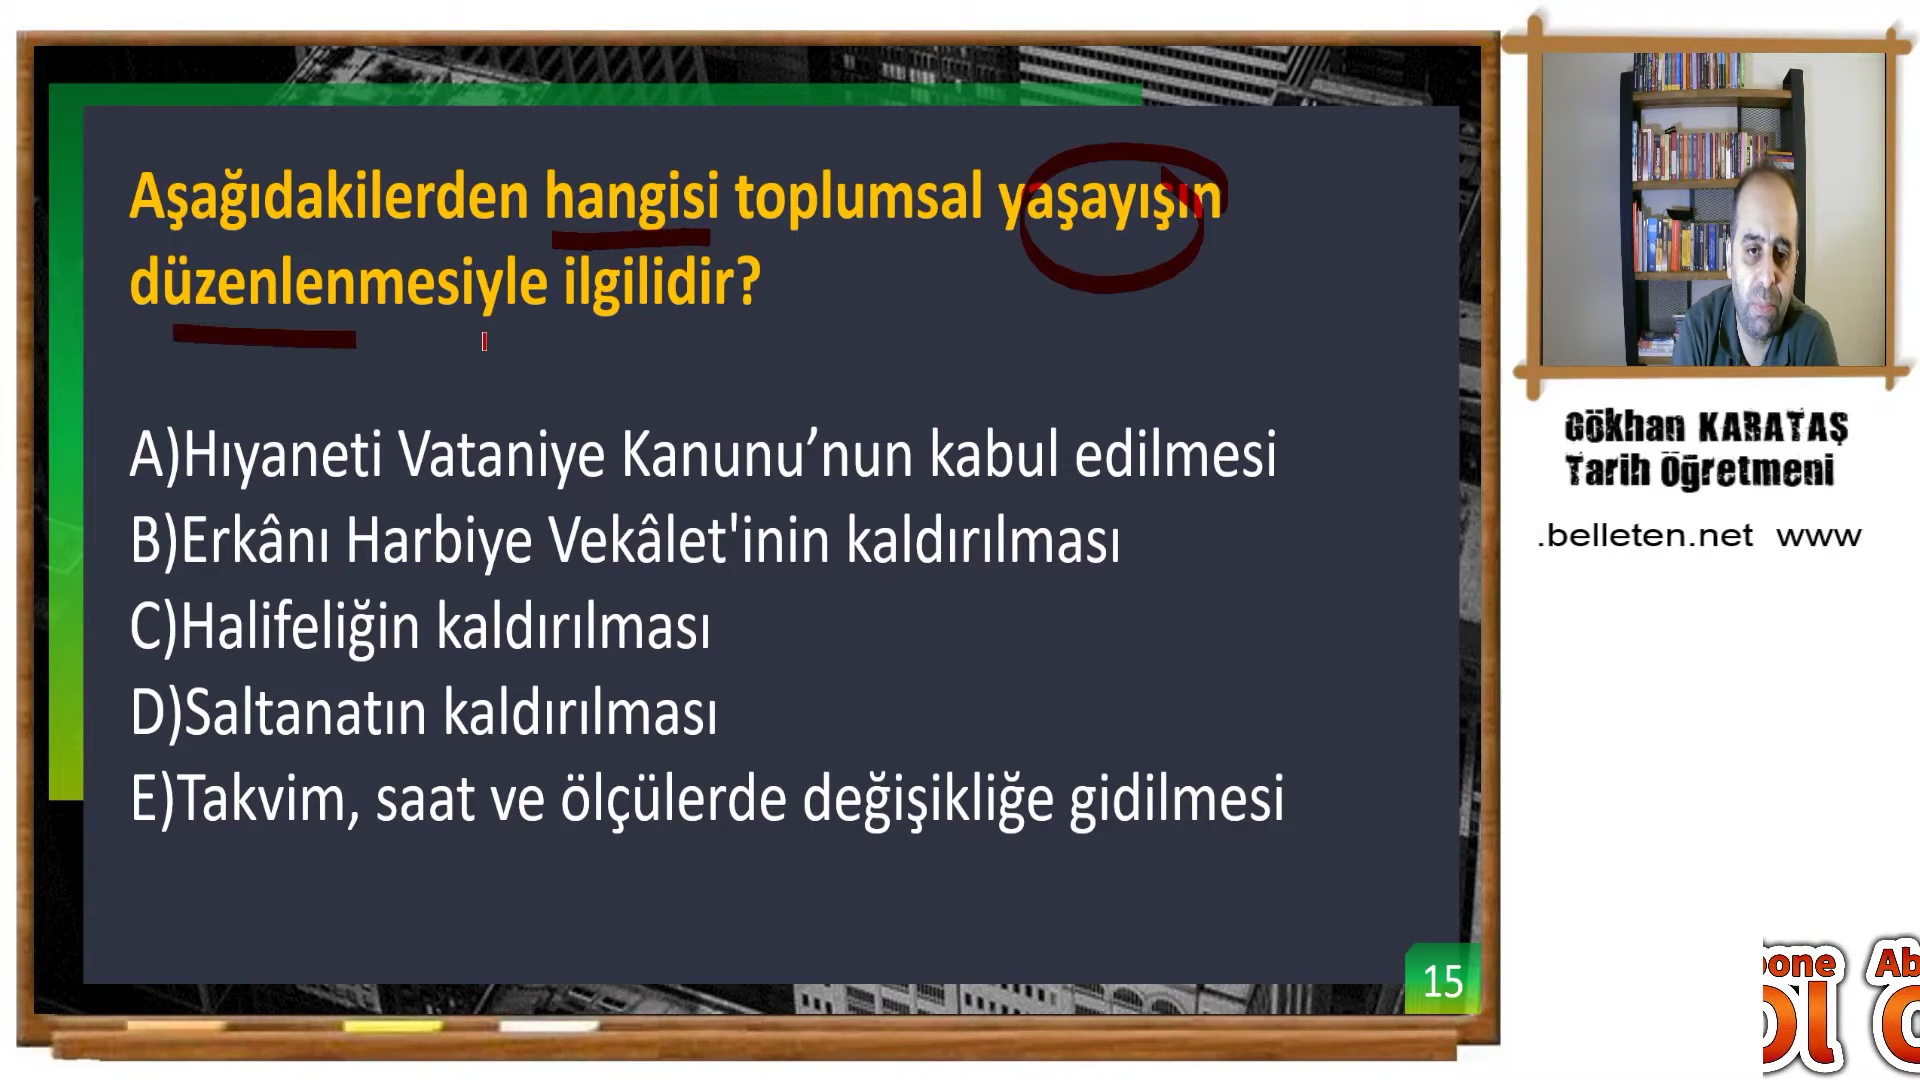 Aşağıdakilerden hangisi toplumsal yaşayışın
düzenlenmesiyle ilgilidir?
A)Hıyaneti Vataniye Kanunu’nun kabul edilmesi
B)Erkânı Harbiye Vekâlet'inin kaldırılması
C)Halifeliğin kaldırılması
D)Saltanatın kaldırılması
E)Takvim, saat ve ölçülerde değişikliğe gidilmesi
15
Gökhan KARATAŞ
Tarih Öğretmeni
.belleten.net www